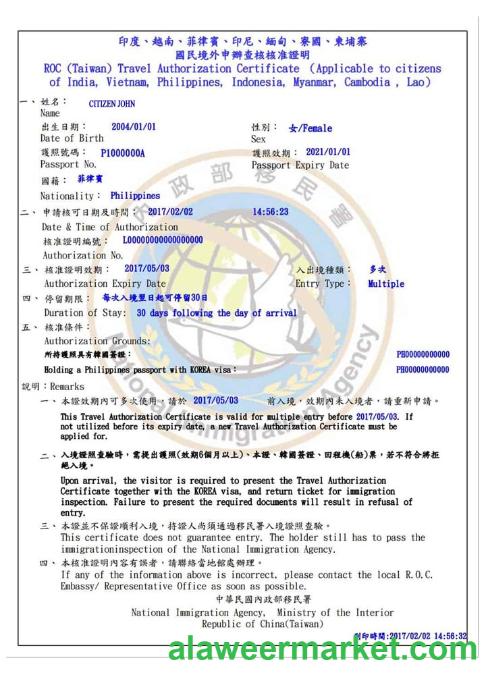 印度、越南、菲律賓、印尼、緬甸、寮國、柬埔寨
國民境外申辦查核核准證明
ROC (Taiwan) Travel Authorization Certificate (Applicable to citizens
of India, Vietnam, Philippines, Indonesia, Myanmar, Cambodia , Lao)
一、 姓名： CITIZEN JOHN
Name
出生日期： 2004/01/01 性別： 女/Female
Date of Birth Sex
護照號碼： P1000000A 護照效期： 2021/01/01
Passport No. Passport Expiry Date
國籍： 菲律賓
Nationality： Philippines
二、 申請核可日期及時間： 2017/02/02 14:56:23
Date & Time of Authorization
核准證明編號： L00000000000000000
Authorization No.
三、 核准證明效期： 2017/05/03 入出境種類： 多次
Authorization Expiry Date Entry Type： Multiple
四、 停留期限： 每次入境翌日起可停留30日
Duration of Stay: 30 days following the day of arrival
五、 核准條件：
Authorization Grounds:
所持護照具有韓國簽證： PH00000000000
Holding a Philippines passport with KOREA visa： PH00000000000
說明：Remarks
一、本證效期內可多次使用，請於 2017/05/03 前入境，效期內未入境者，請重新申請。
This Travel Authorization Certificate is valid for multiple entry before 2017/05/03. If
not utilized before its expiry date, a new Travel Authorization Certificate must be
applied for.
二、入境證照查驗時，需提出護照(效期6個月以上)、本證、韓國簽證、回程機(船)票，若不符合將拒
絕入境。
Upon arrival, the visitor is required to present the Travel Authorization
Certificate together with the KOREA visa, and return ticket for immigration
inspection. Failure to present the required documents will result in refusal of
entry.
三、本證並不保證順利入境，持證人尚須通過移民署入境證照查驗。
This certificate does not guarantee entry. The holder still has to pass the
immigrationinspection of the National Immigration Agency.
四、本核准證明內容有誤者，請聯絡當地館處辦理。
If any of the information above is incorrect, please contact the local R.O.C.
Embassy/ Representative Office as soon as possible.
中華民國內政部移民署
National Immigration Agency, Ministry of the Interior
Republic of China(Taiwan)
列印時間:2017/02/02 14:56:32
內政部移民署
National Immigration Agency
alaweermarket.com